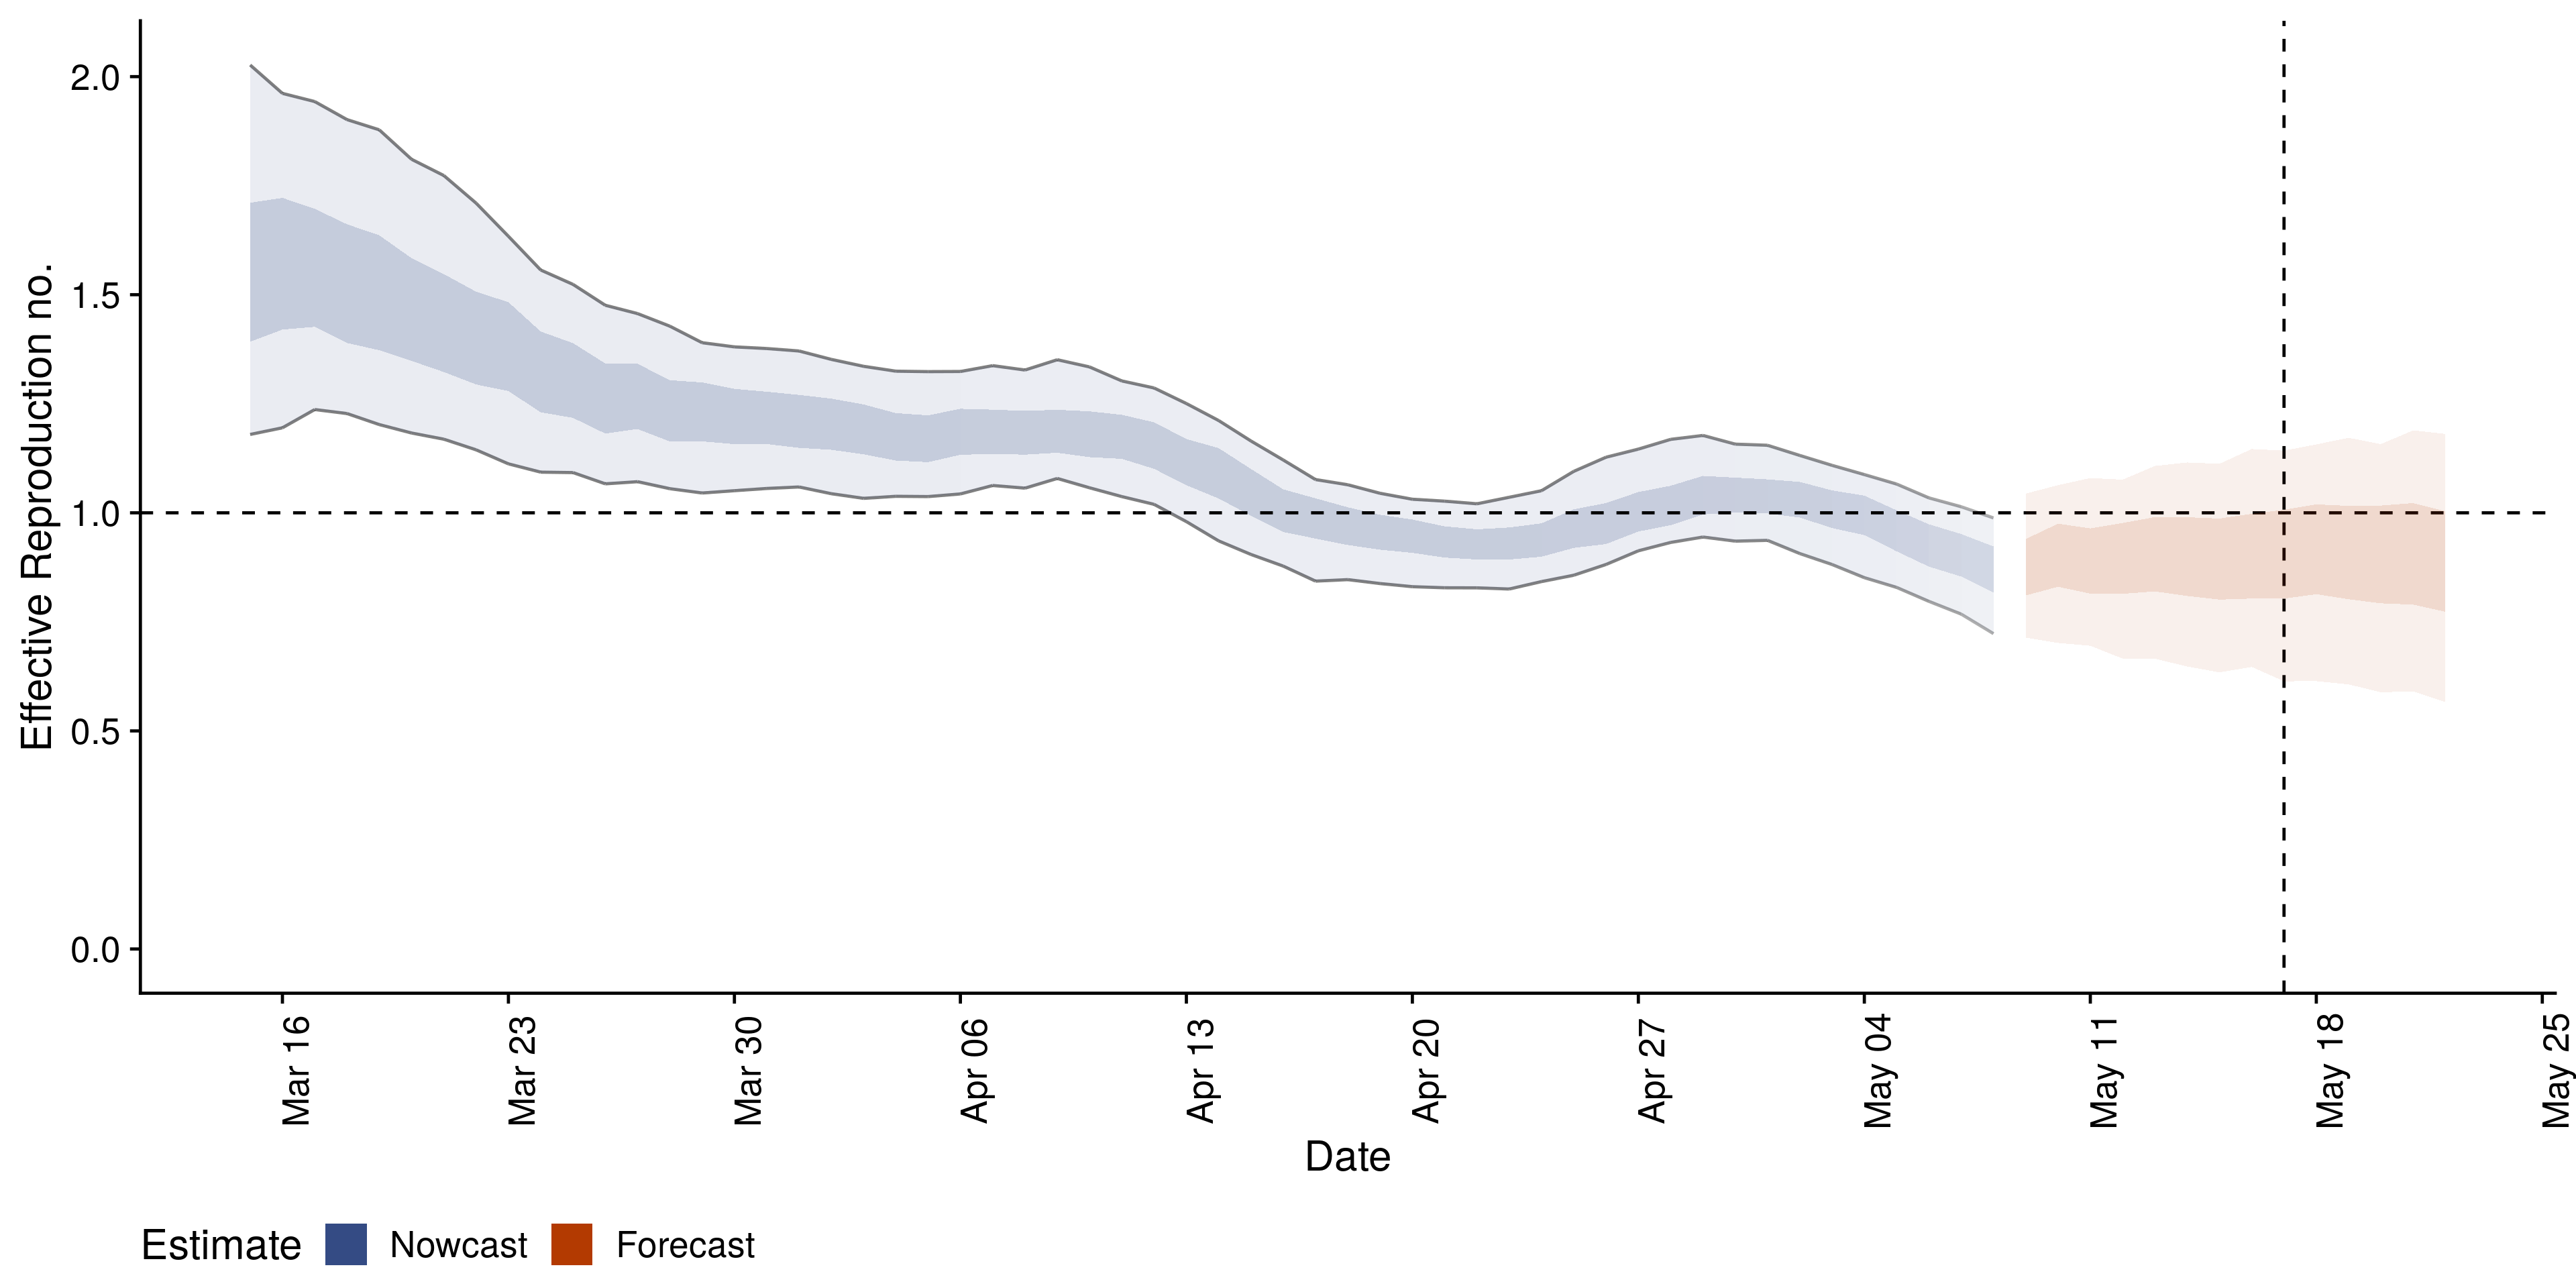 Effective Reproduction no.
2.0
1.5
1.0
0.5
0.0
Mar 16
Mar 23
Mar 30
Apr 06
Apr 13
Apr 20
Apr 27
May 04
May 11
May 18
May 25
Date
Estimate Nowcast Forecast